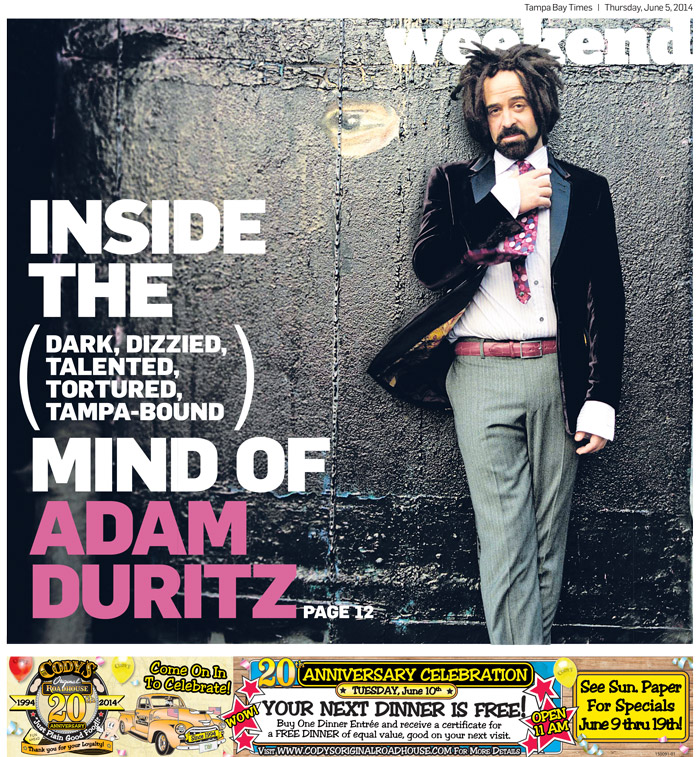 Tampa Bay Times | Thursday, June 5, 2014
weekend
INSIDE
THE
(DARK, DIZZIED,
TALENTED,
TORTURED,
TAMPA-BOUND)
MIND OF
ADAM
DURITZ PAGE 12
CODY'S
Original
ROADHOUSE
1994 20th 2014
ANNIVERSARY
Just Plain Good Food!
Thank you for your Loyalty!
Come On In
To Celebrate!
Since 1994
20th ANNIVERSARY CELEBRATION
TUESDAY, June 10th
WOW!
YOUR NEXT DINNER IS FREE!
Buy One Dinner Entrée and receive a certificate for
a FREE DINNER of equal value, good on your next visit.
VISIT WWW.CODYSORIGINALROADHOUSE.COM FOR MORE DETAILS
OPEN
11 AM
See Sun. Paper
For Specials
June 9 thru 19th!